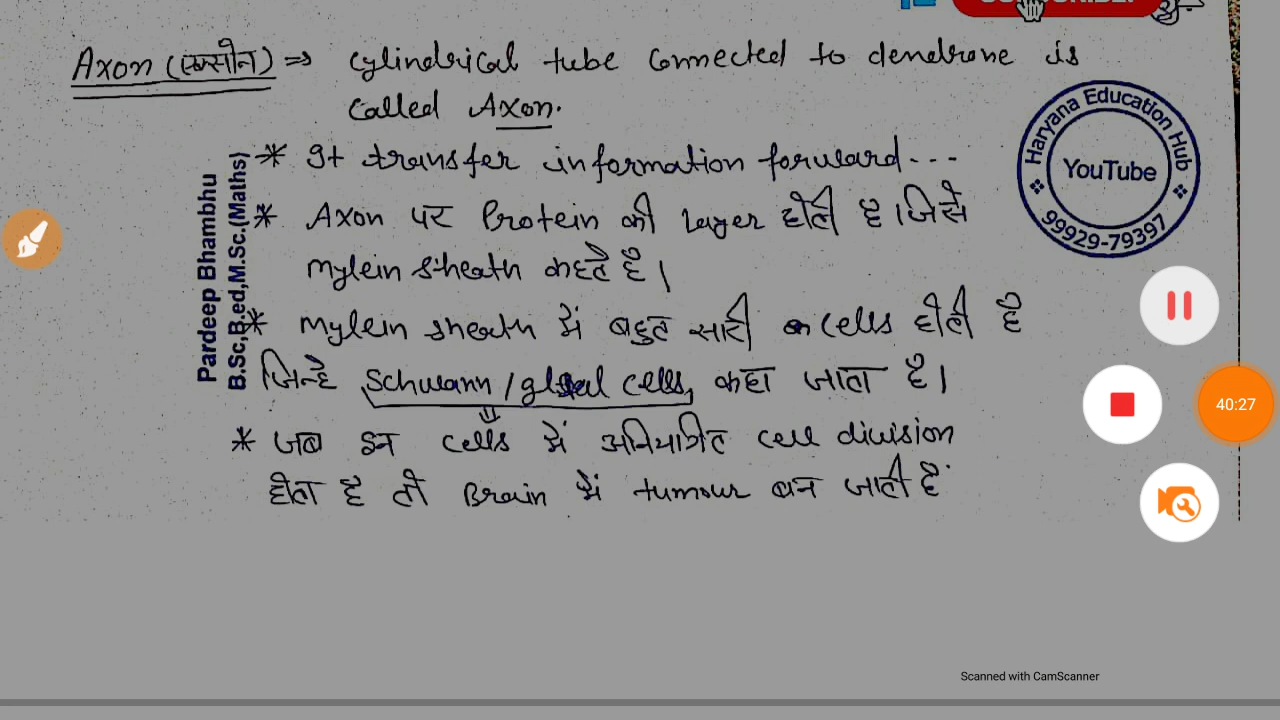 Axon (एक्सॉन) ⇒ Cylindrical tube Connected to dendrone is
Called Axon.
* It transfer information forward ---
* Axon पर Protein की layer होती है। जिसे
Mylein Sheath कहते है।
* Mylein sheath में बहुत सारी cells होती है
जिन्हे Schwann / glial cells कहा जाता है।
⇓
* जब इन cells में अनियंत्रित cell division
होता है तो Brain में tumour बन जाती है
Pardeep Bhambhu
B.Sc,B.ed,M.Sc.(Maths)
Haryana Education Hub
YouTube
99929-79397
40:27
Scanned with CamScanner